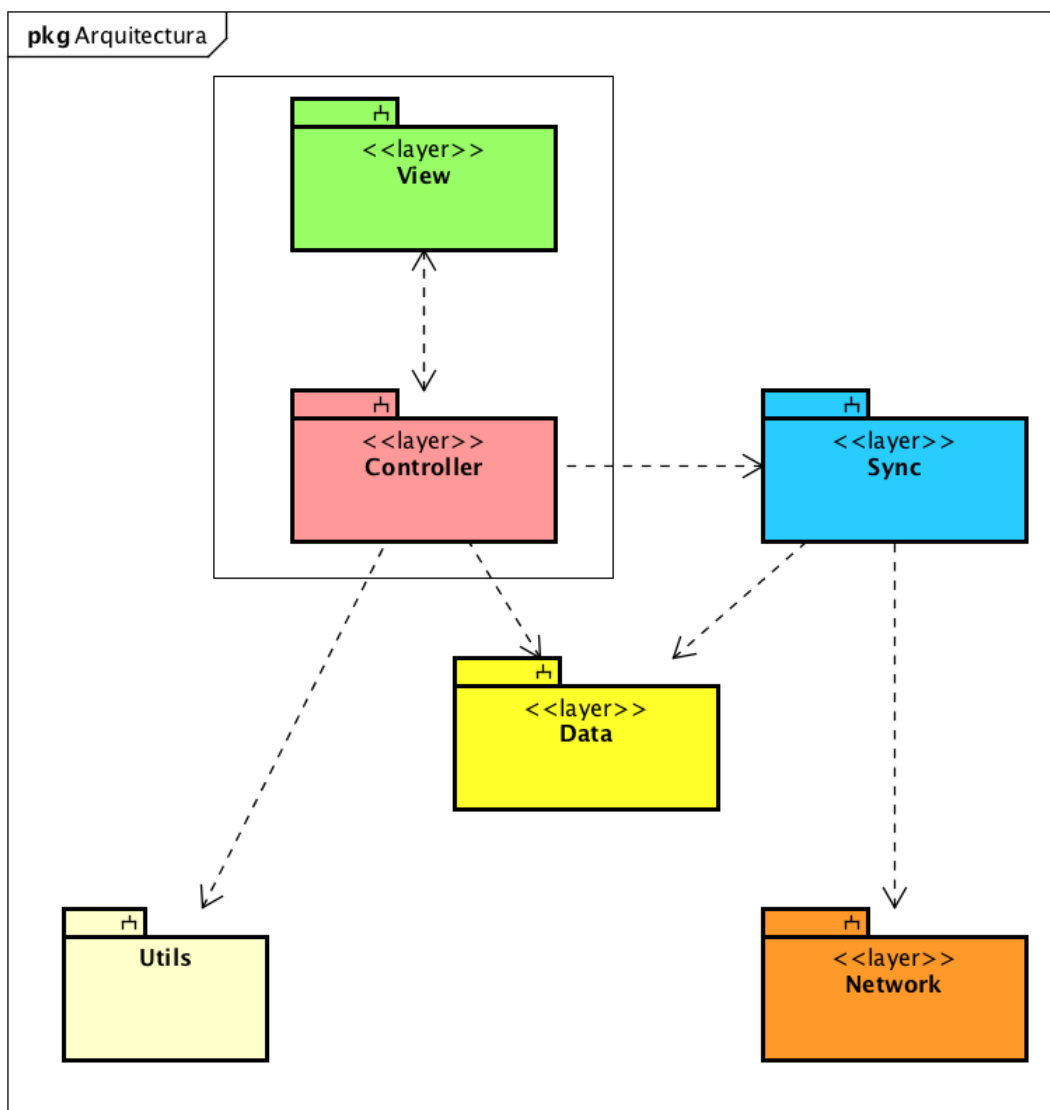 pkg Arquitectura
<<layer>>
View
<<layer>>
Controller
<<layer>>
Sync
<<layer>>
Data
Utils
<<layer>>
Network